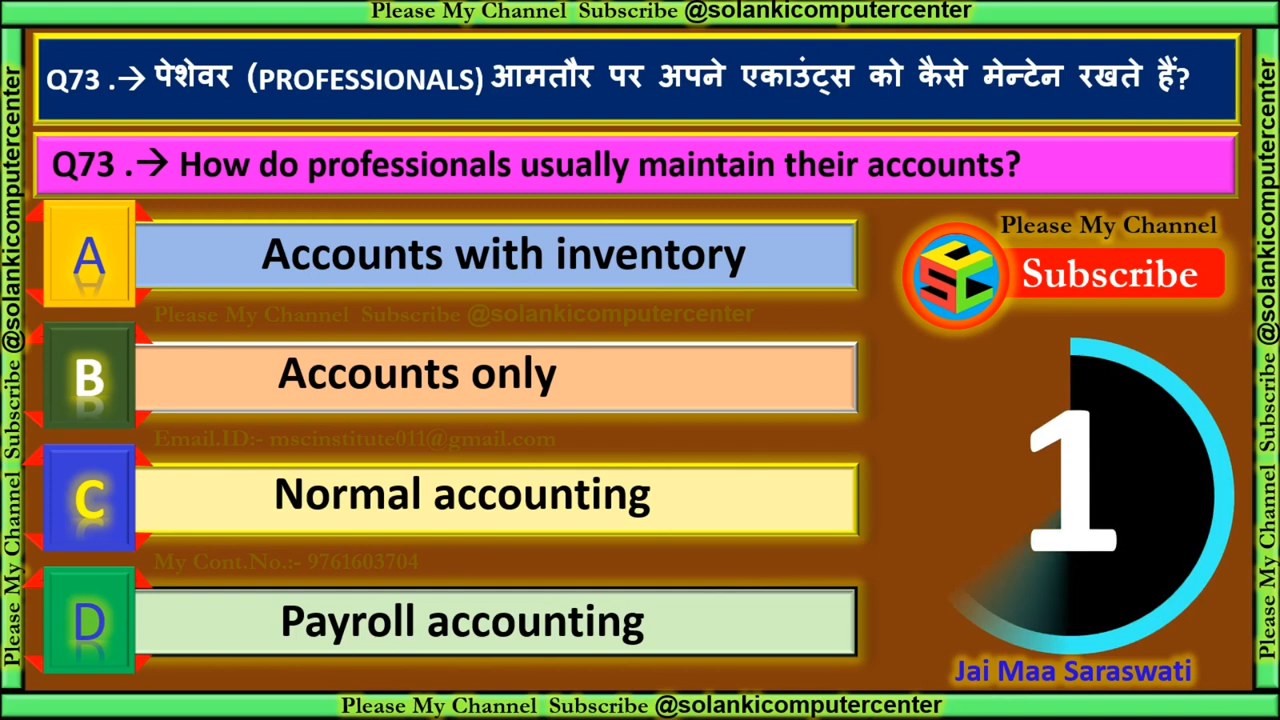 Please My Channel Subscribe @solankicomputercenter
Q73 .→ पेशेवर (PROFESSIONALS) आमतौर पर अपने एकाउंट्स को कैसे मेन्टेन रखते हैं?
Q73 .→ How do professionals usually maintain their accounts?
A
Accounts with inventory
Please My Channel Subscribe @solankicomputercenter
B
Accounts only
Email.ID:- mscinstitute011@gmail.com
C
Normal accounting
My Cont.No.:- 9761603704
D
Payroll accounting
Please My Channel
Subscribe
SCC
1
Jai Maa Saraswati
Please My Channel Subscribe @solankicomputercenter
Please My Channel Subscribe @solankicomputercenter
Please My Channel Subscribe @solankicomputercenter